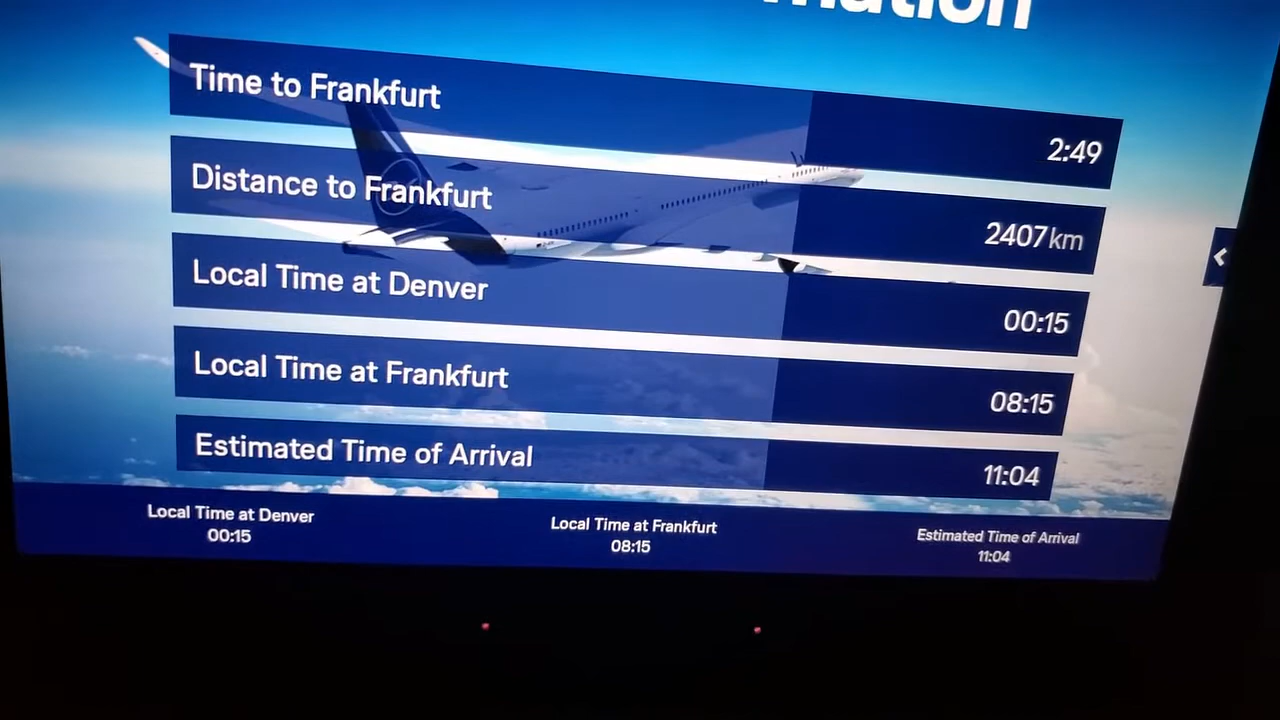 Time to Frankfurt 2:49
Distance to Frankfurt 2407 km
Local Time at Denver 00:15
Local Time at Frankfurt 08:15
Estimated Time of Arrival 11:04
Local Time at Denver Local Time at Frankfurt Estimated Time of Arrival
00:15 08:15 11:04